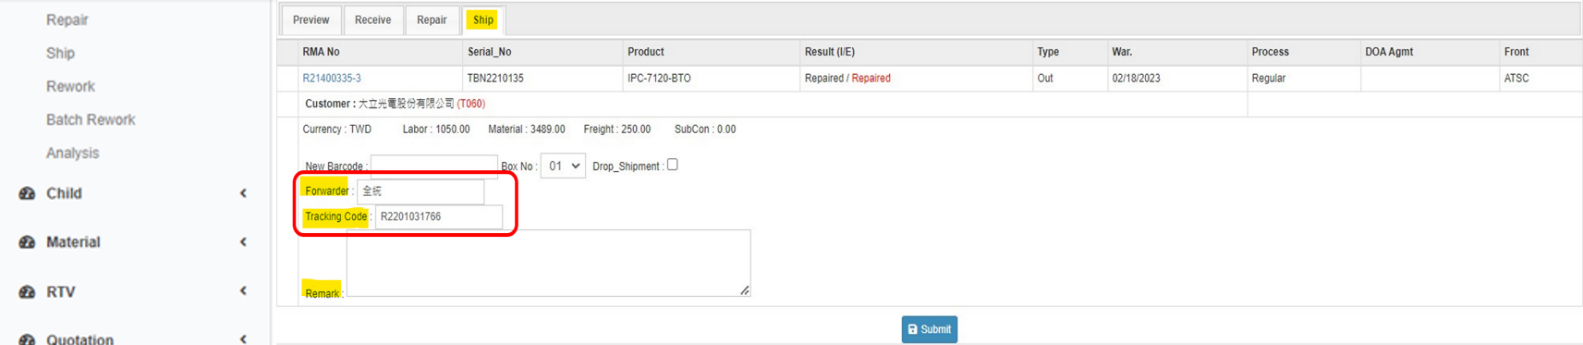 Repair
Ship
Rework
Batch Rework
Analysis
Child
Material
RTV
Quotation
Preview Receive Repair Ship
RMA No Serial_No Product Result (I/E) Type War. Process DOA Agmt Front
R21400335-3 TBN2210135 IPC-7120-BTO Repaired / Repaired Out 02/18/2023 Regular ATSC
Customer : 大立光電股份有限公司 (T060)
Currency : TWD Labor : 1050.00 Material : 3489.00 Freight : 250.00 SubCon : 0.00
New Barcode : Box No : 01 Drop_Shipment :
Forwarder : 全統
Tracking Code : R2201031766
Remark :
Submit